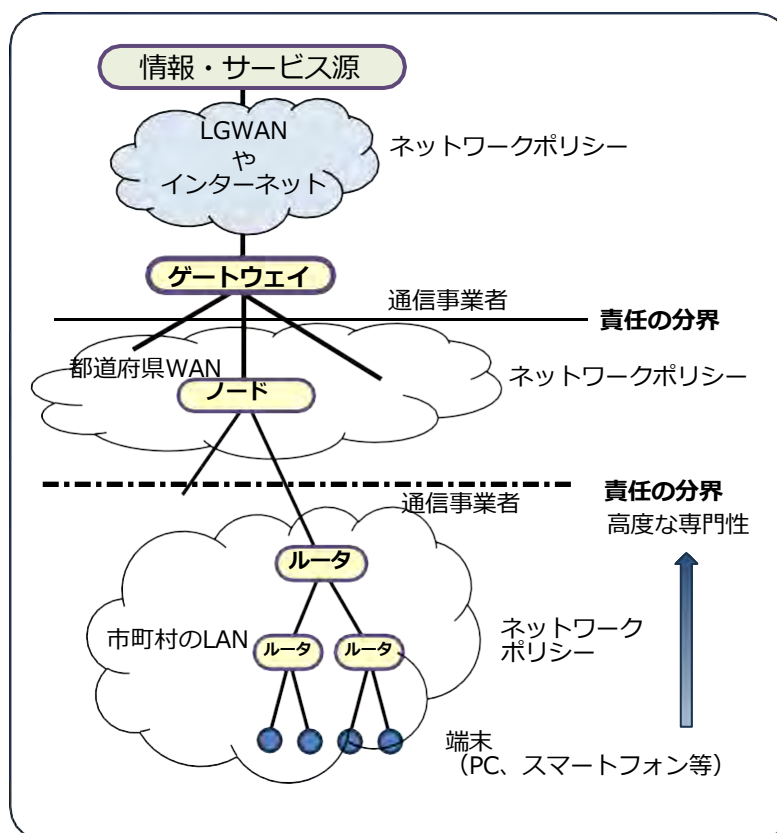 情報・サービス源
LGWAN
や
インターネット
ネットワークポリシー
ゲートウェイ
通信事業者
責任の分界
都道府県WAN
ノード
ネットワークポリシー
責任の分界
通信事業者
高度な専門性
ルータ
市町村のLAN
ルータ
ルータ
ネットワーク
ポリシー
端末
（PC、スマートフォン等）